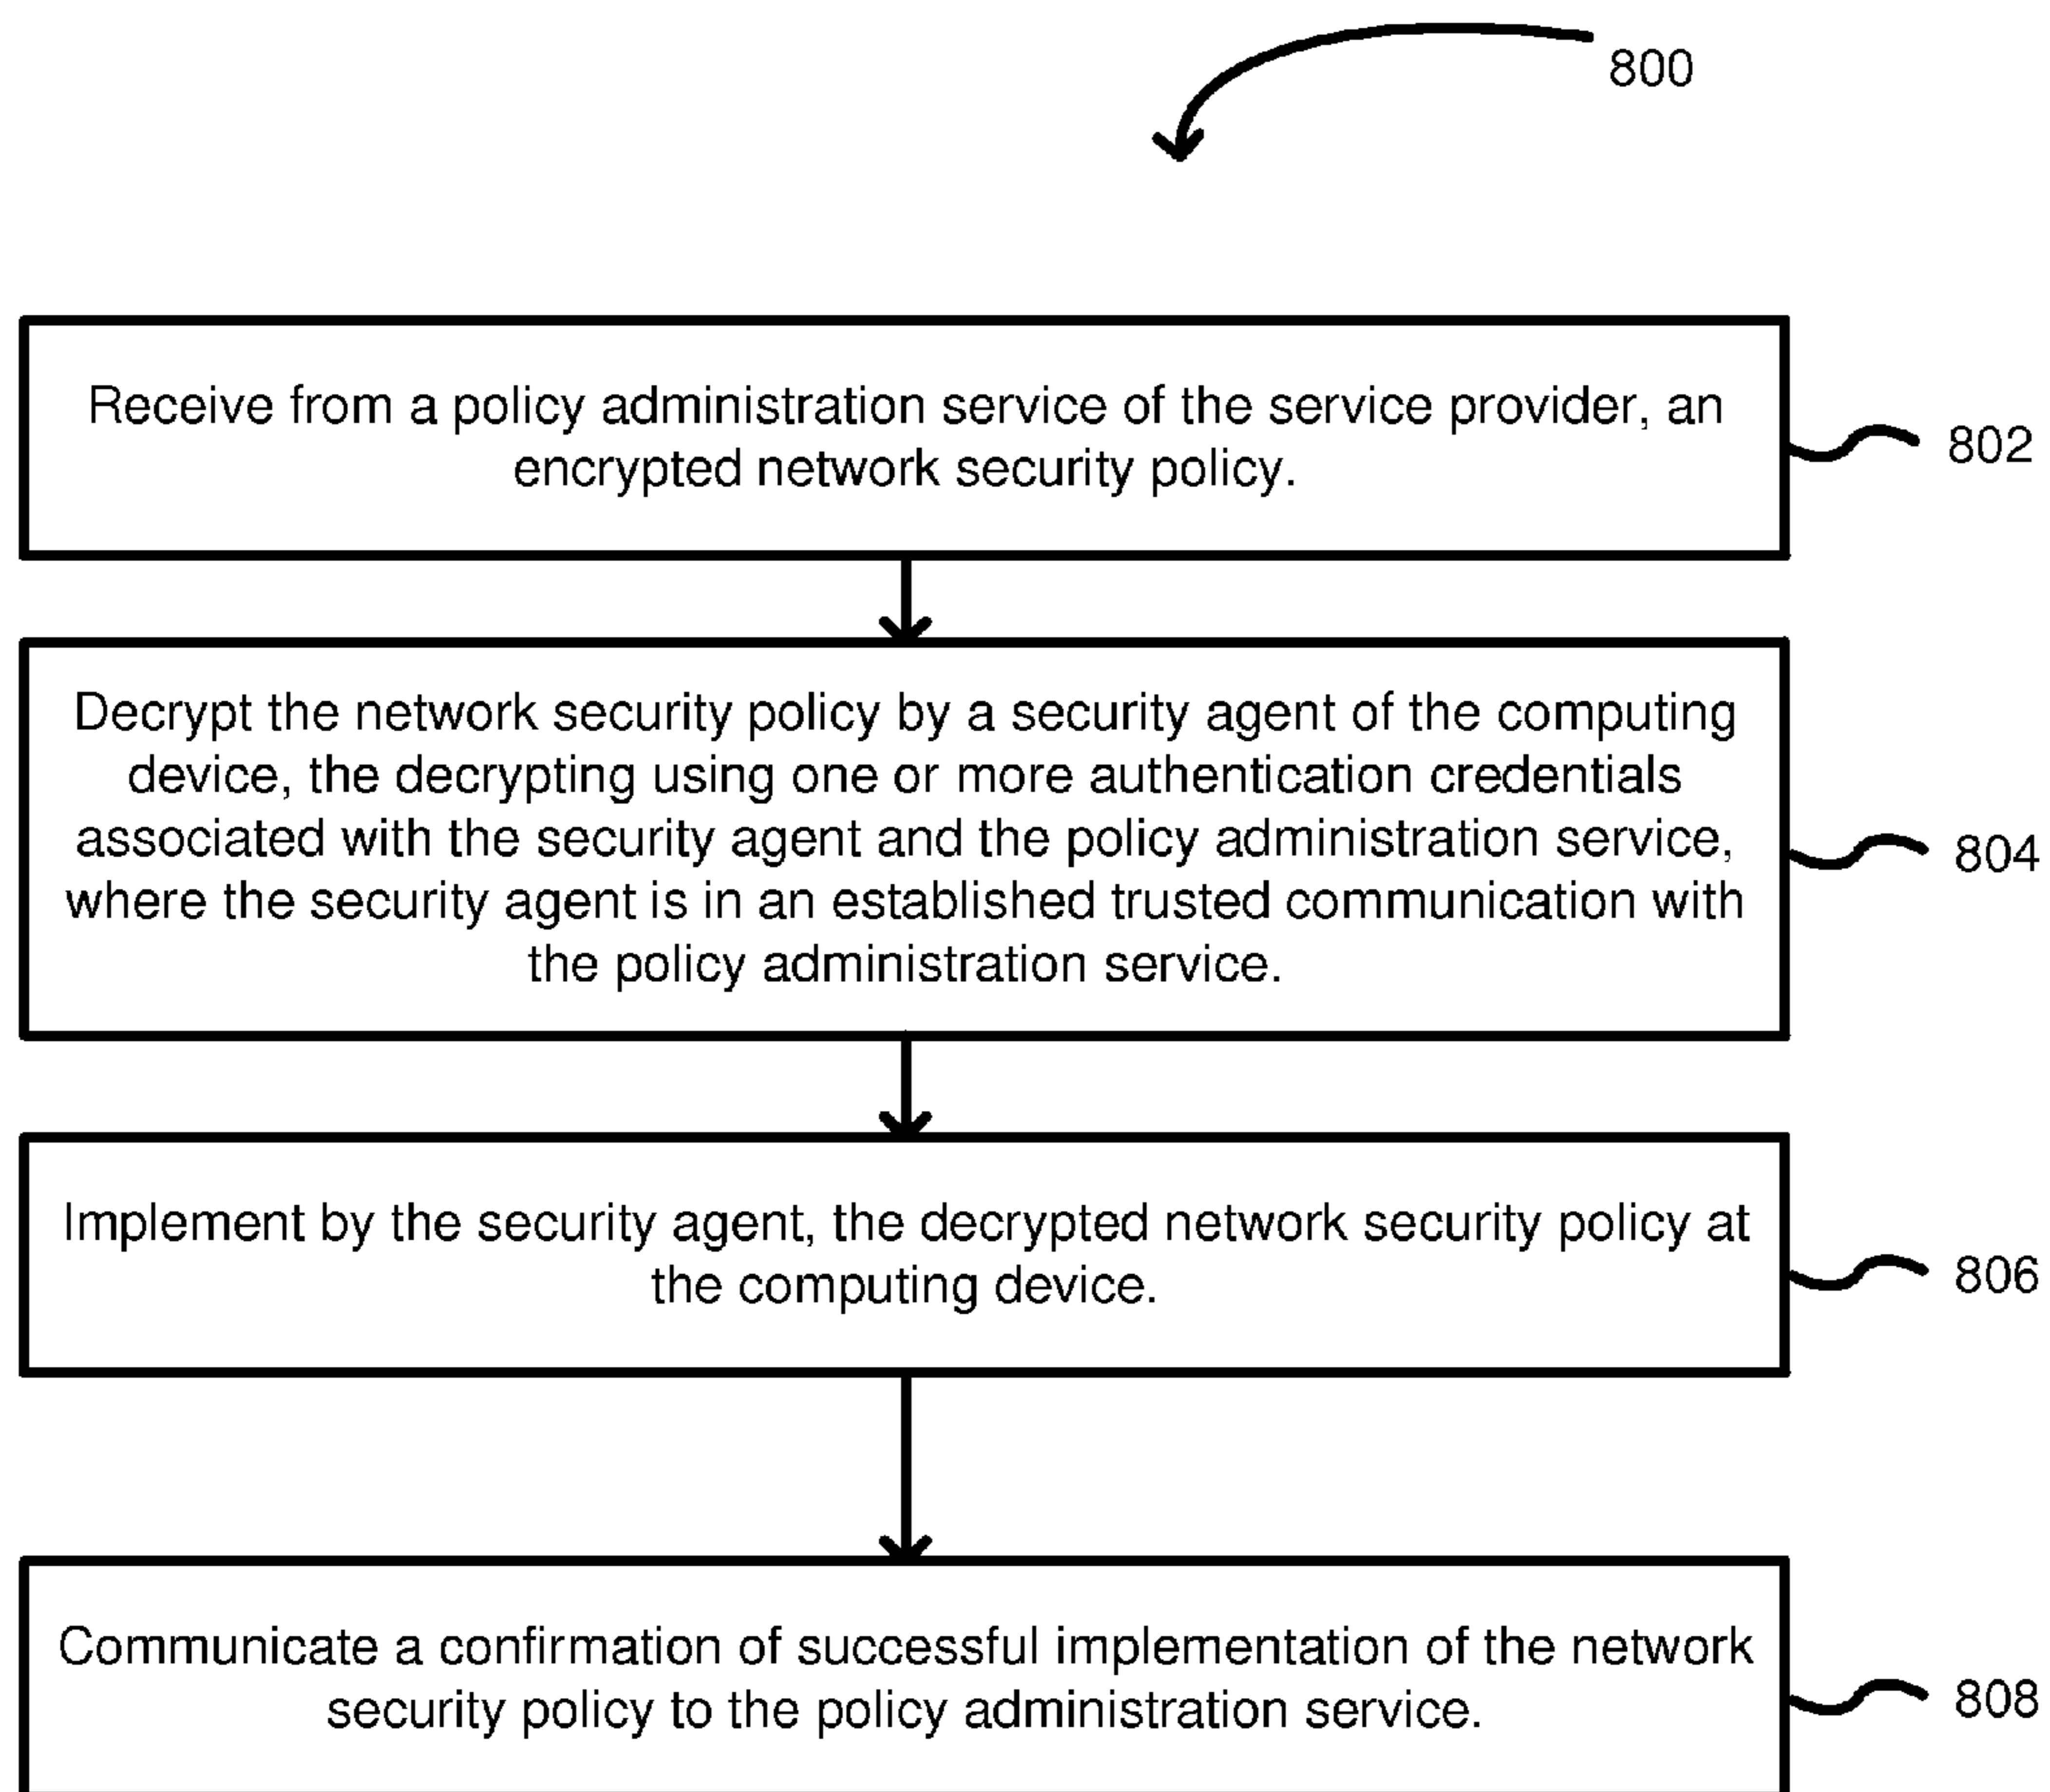 800
Receive from a policy administration service of the service provider, an
encrypted network security policy.
802
Decrypt the network security policy by a security agent of the computing
device, the decrypting using one or more authentication credentials
associated with the security agent and the policy administration service,
where the security agent is in an established trusted communication with
the policy administration service.
804
Implement by the security agent, the decrypted network security policy at
the computing device.
806
Communicate a confirmation of successful implementation of the network
security policy to the policy administration service.
808